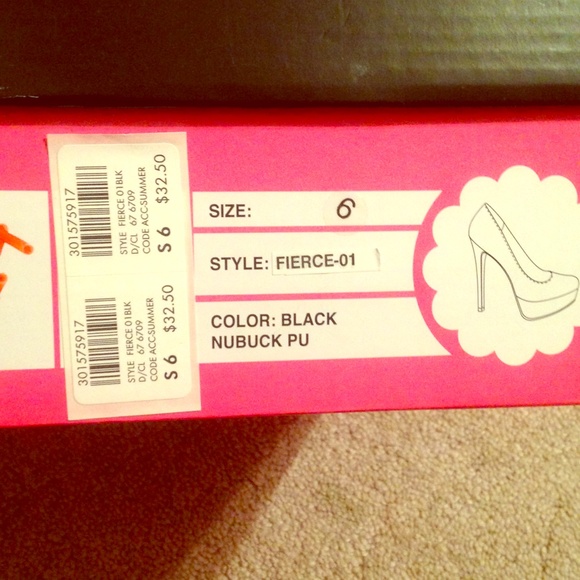 301575917
STYLE FIERCE 01BLK
D/CL 67 6709
CODE ACC-SUMMER
S 6 $32.50
301575917
STYLE FIERCE 01BLK
D/CL 67 6709
CODE ACC-SUMMER
S 6 $32.50
SIZE: 6
STYLE: FIERCE-01
COLOR: BLACK
NUBUCK PU